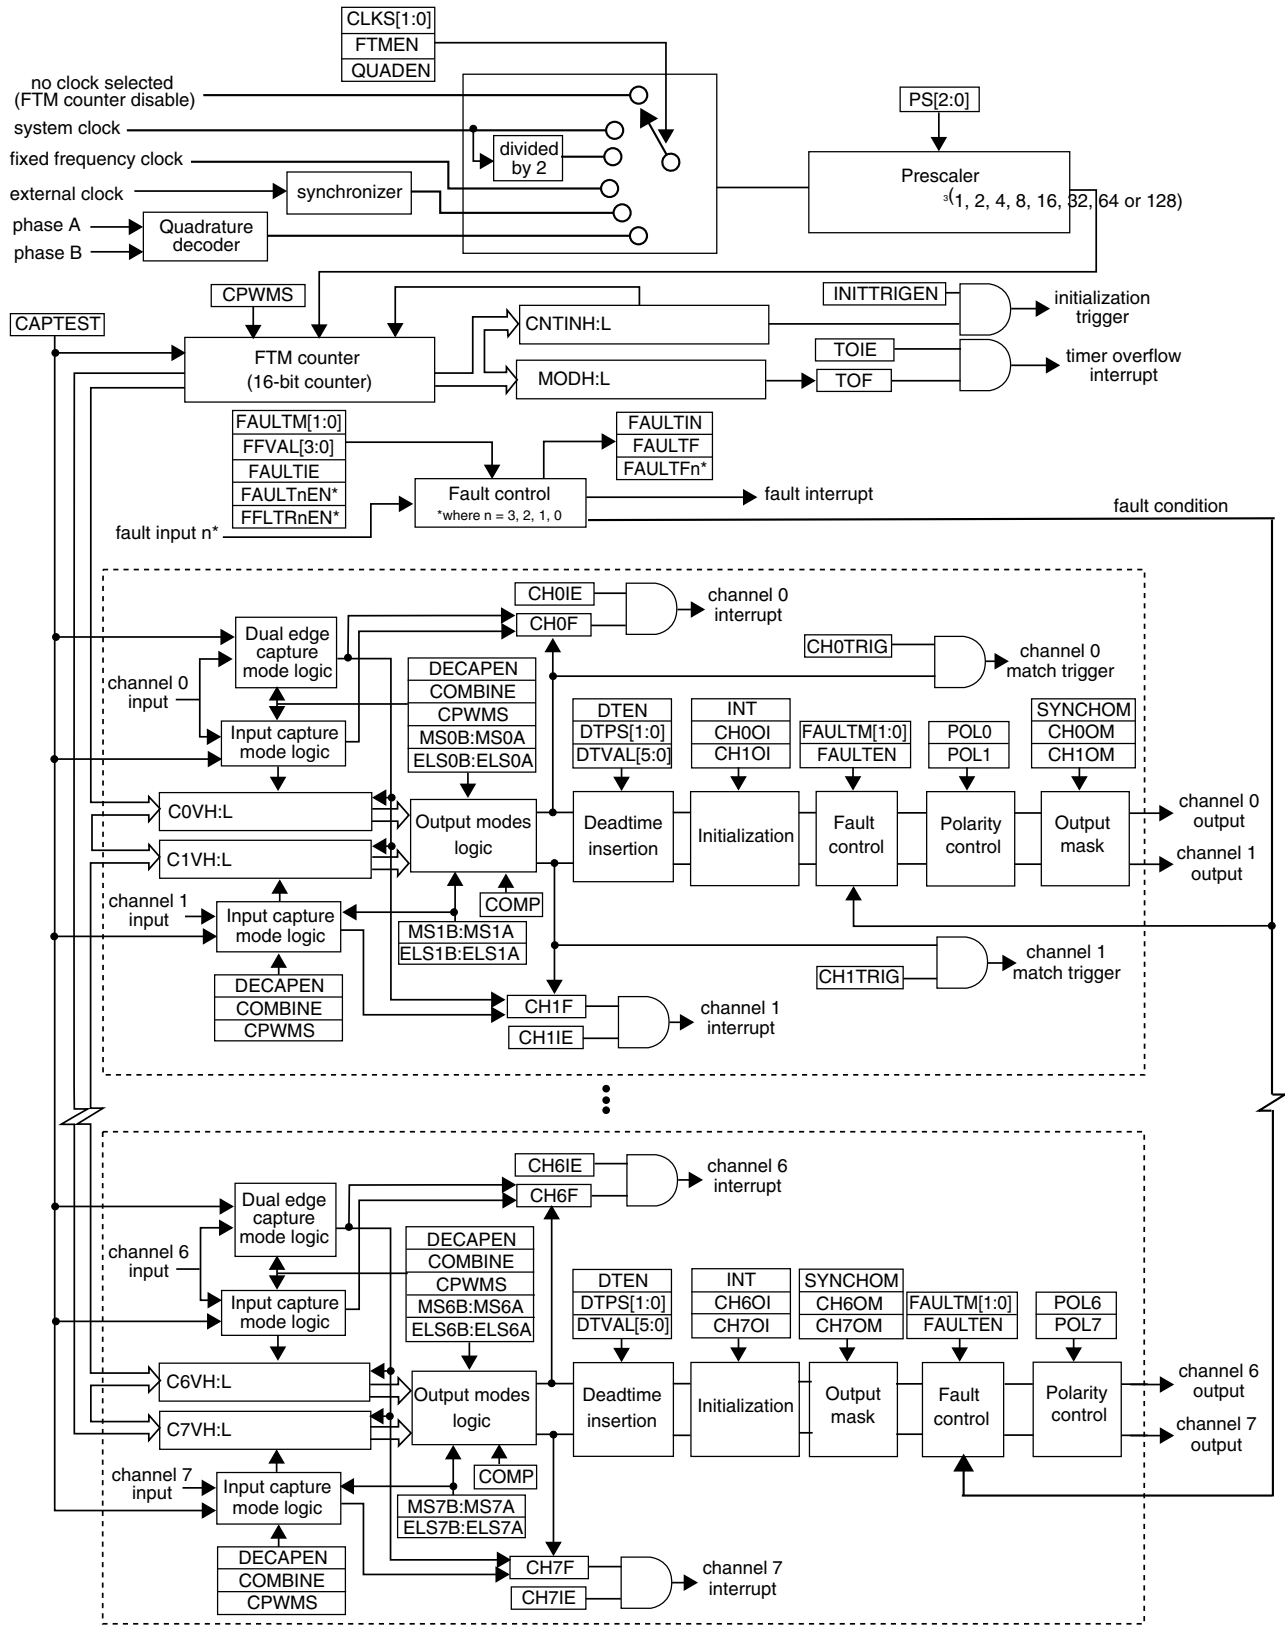 CLKS[1:0]
FTMEN
QUADEN
no clock selected
(FTM counter disable)
system clock
fixed frequency clock
external clock
phase A
phase B
divided
by 2
synchronizer
Quadrature
decoder
PS[2:0]
Prescaler
3(1, 2, 4, 8, 16, 32, 64 or 128)
CPWMS
CAPTEST
FTM counter
(16-bit counter)
CNTINH:L
MODH:L
INITTRIGEN
initialization
trigger
TOIE
TOF
timer overflow
interrupt
FAULTM[1:0]
FFVAL[3:0]
FAULTIE
FAULTnEN*
FFLTRnEN*
fault input n*
Fault control
*where n = 3, 2, 1, 0
FAULTIN
FAULTF
FAULTFn*
fault interrupt
fault condition
CH0IE
CH0F
channel 0
interrupt
Dual edge
capture
mode logic
channel 0
input
Input capture
mode logic
DECAPEN
COMBINE
CPWMS
MS0B:MS0A
ELS0B:ELS0A
CH0TRIG
channel 0
match trigger
DTEN
DTPS[1:0]
DTVAL[5:0]
INT
CH0OI
CH1OI
FAULTM[1:0]
FAULTEN
POL0
POL1
SYNCHOM
CH0OM
CH1OM
C0VH:L
C1VH:L
Output modes
logic
Deadtime
insertion
Initialization
Fault
control
Polarity
control
Output
mask
channel 0
output
channel 1
output
channel 1
input
Input capture
mode logic
COMP
MS1B:MS1A
ELS1B:ELS1A
DECAPEN
COMBINE
CPWMS
CH1TRIG
channel 1
match trigger
CH1F
CH1IE
channel 1
interrupt
CH6IE
CH6F
channel 6
interrupt
Dual edge
capture
mode logic
channel 6
input
Input capture
mode logic
DECAPEN
COMBINE
CPWMS
MS6B:MS6A
ELS6B:ELS6A
DTEN
DTPS[1:0]
DTVAL[5:0]
INT
CH6OI
CH7OI
SYNCHOM
CH6OM
CH7OM
FAULTM[1:0]
FAULTEN
POL6
POL7
C6VH:L
C7VH:L
Output modes
logic
Deadtime
insertion
Initialization
Output
mask
Fault
control
Polarity
control
channel 6
output
channel 7
output
channel 7
input
Input capture
mode logic
COMP
MS7B:MS7A
ELS7B:ELS7A
DECAPEN
COMBINE
CPWMS
CH7F
CH7IE
channel 7
interrupt